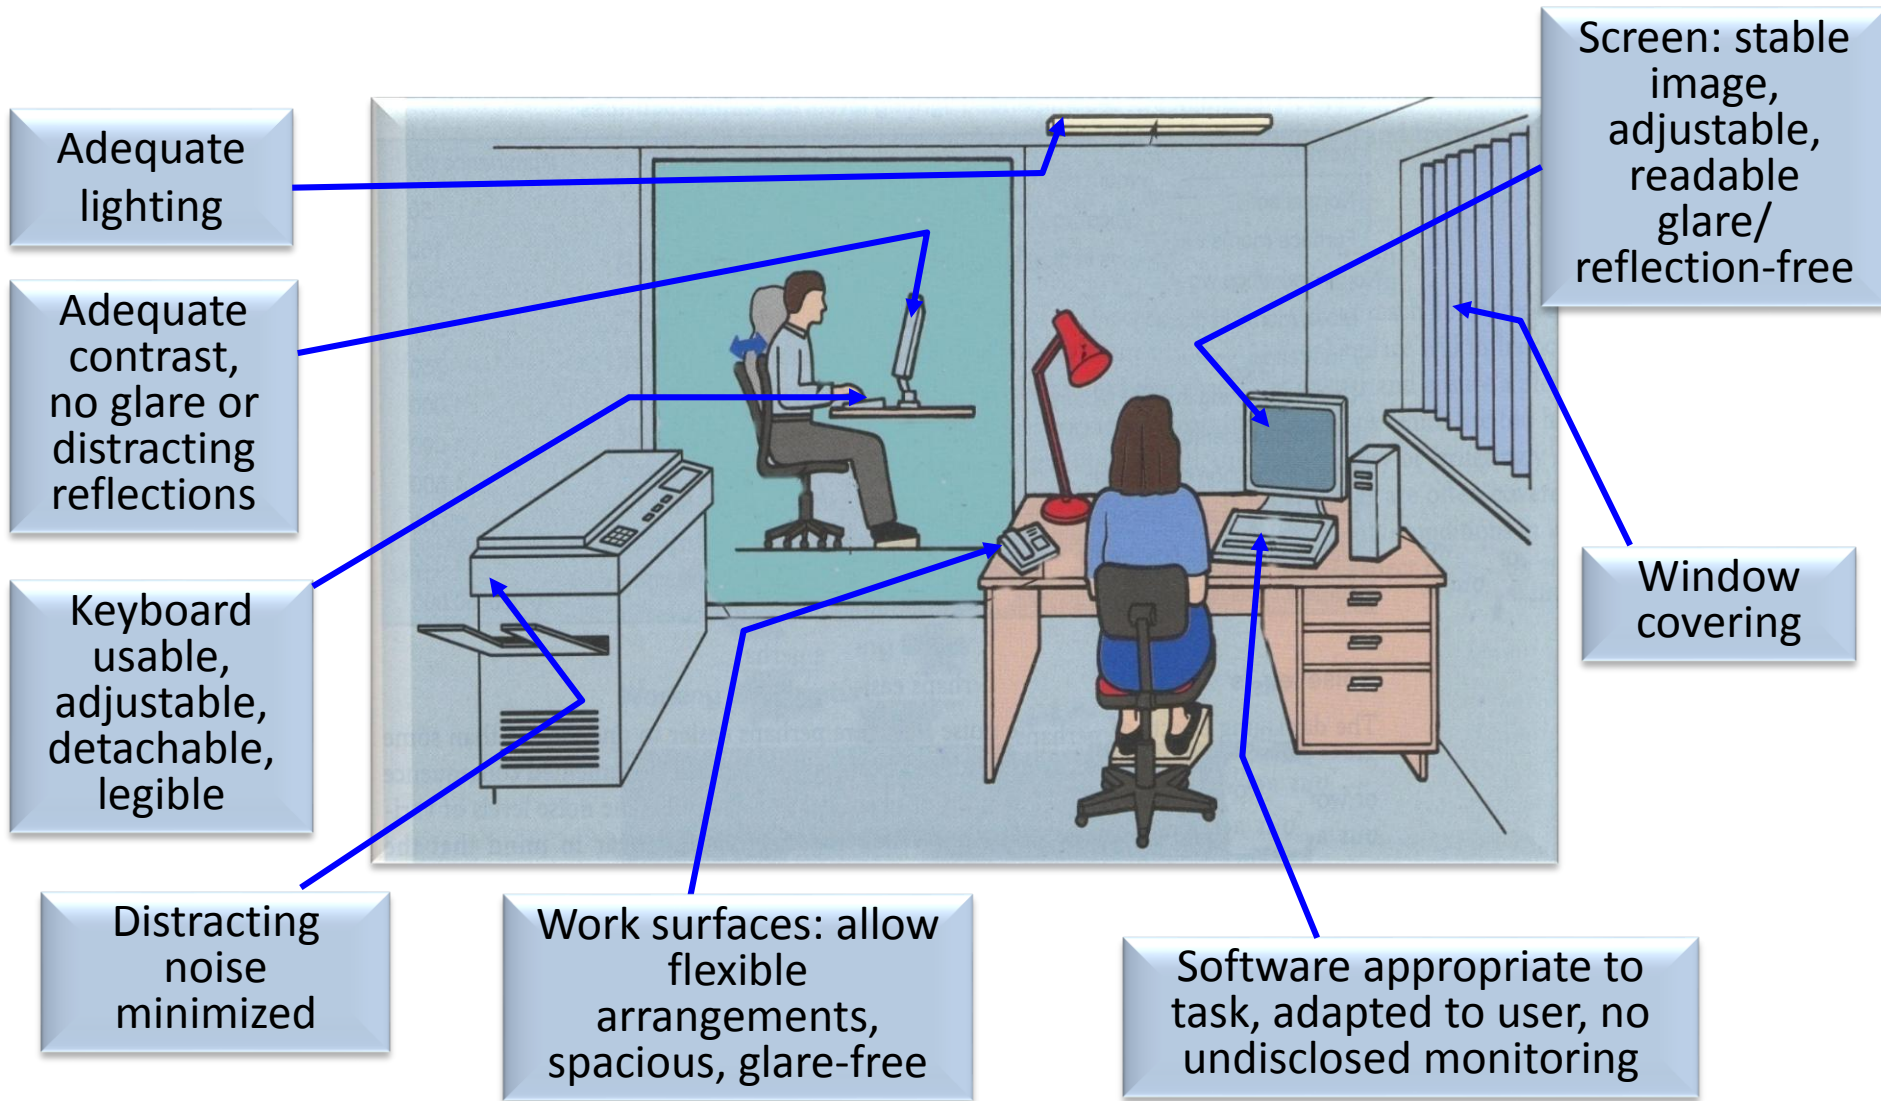 Adequate
lighting
Adequate
contrast,
no glare or
distracting
reflections
Keyboard
usable,
adjustable,
detachable,
legible
Distracting
noise
minimized
Work surfaces: allow
flexible
arrangements,
spacious, glare-free
Software appropriate to
task, adapted to user, no
undisclosed monitoring
Window
covering
Screen: stable
image,
adjustable,
readable
glare/
reflection-free